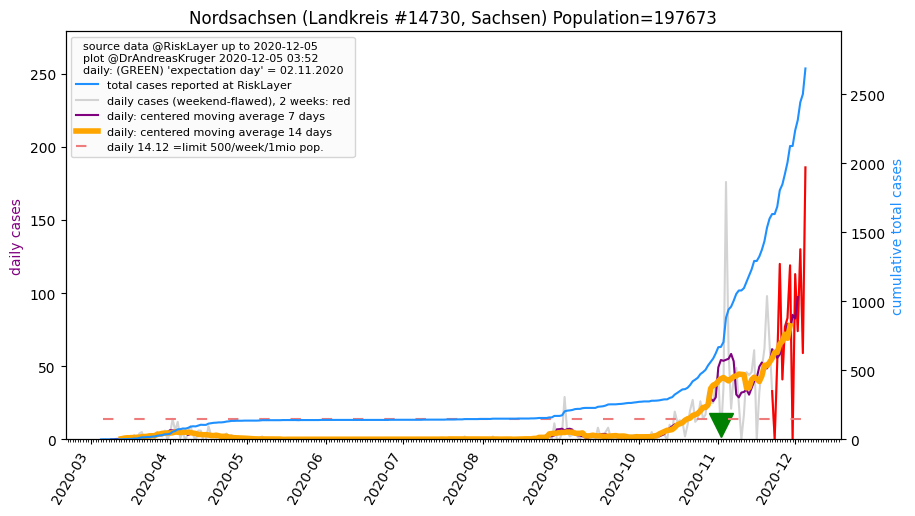 Nordsachsen (Landkreis #14730, Sachsen) Population=197673
source data @RiskLayer up to 2020-12-05
plot @DrAndreasKruger 2020-12-05 03:52
daily: (GREEN) 'expectation day' = 02.11.2020
total cases reported at RiskLayer
daily cases (weekend-flawed), 2 weeks: red
daily: centered moving average 7 days
daily: centered moving average 14 days
daily 14.12 =limit 500/week/1mio pop.
daily cases
250
200
150
100
50
0
cumulative total cases
2500
2000
1500
1000
500
0
2020-03
2020-04
2020-05
2020-06
2020-07
2020-08
2020-09
2020-10
2020-11
2020-12